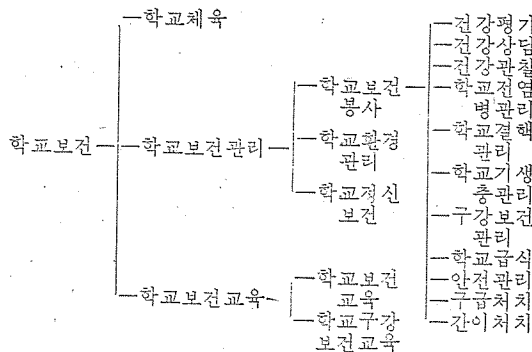 학교보건
학교체육
학교보건관리
학교보건교육
학교보건
봉사
학교환경
관리
학교정신
보건
학교보건
교육
학교구강
보건교육
건강평가
건강상담
건강관찰
학교전염
병관리
학교결핵
관리
학교기생
충관리
구강보건
관리
학교급식
안전관리
구급처치
간이처치